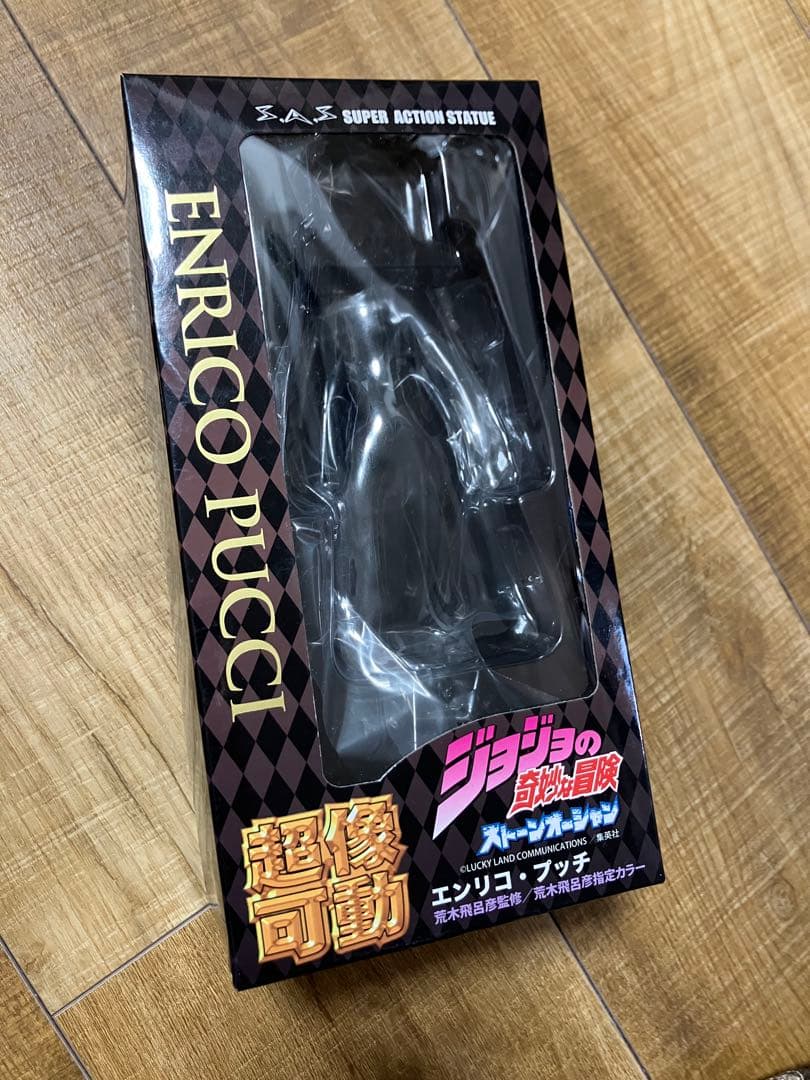 S.A.S SUPER ACTION STATUE
ENRICO PUCCI
ジョジョの
奇妙な冒険
ストーンオーシャン
©LUCKY LAND COMMUNICATIONS／集英社
エンリコ・プッチ
荒木飛呂彦監修／荒木飛呂彦指定カラー
超像
可動